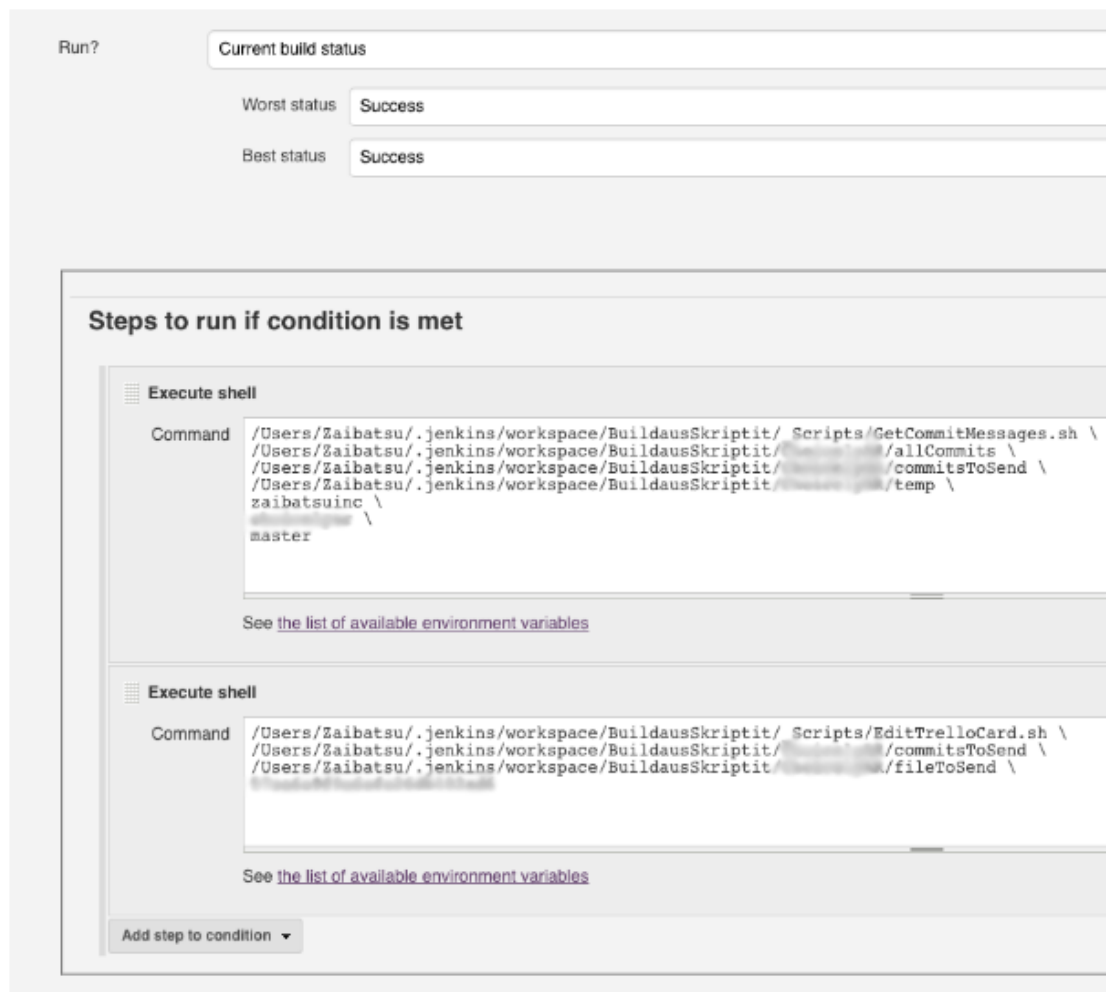 Run? Current build status
Worst status Success
Best status Success
Steps to run if condition is met
Execute shell
Command /Users/Zaibatsu/.jenkins/workspace/BuildausSkriptit/_Scripts/GetCommitMessages.sh \
/Users/Zaibatsu/.jenkins/workspace/BuildausSkriptit/ /allCommits \
/Users/Zaibatsu/.jenkins/workspace/BuildausSkriptit/ /commitsToSend \
/Users/Zaibatsu/.jenkins/workspace/BuildausSkriptit/ /temp \
zaibatsuinc \
\
master
See the list of available environment variables
Execute shell
Command /Users/Zaibatsu/.jenkins/workspace/BuildausSkriptit/_Scripts/EditTrelloCard.sh \
/Users/Zaibatsu/.jenkins/workspace/BuildausSkriptit/ /commitsToSend \
/Users/Zaibatsu/.jenkins/workspace/BuildausSkriptit/ /fileToSend \
See the list of available environment variables
Add step to condition